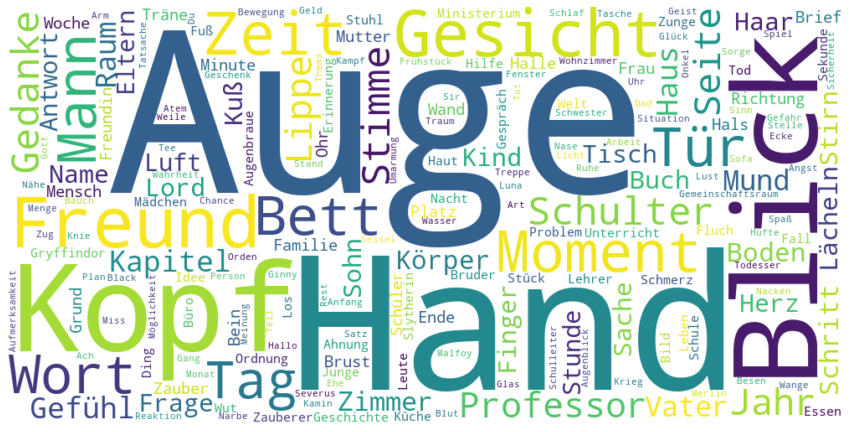 Auge
Hand
Kopf
Blick
Gesicht
Freund
Zeit
Mann
Tür
Moment
Wort
Tag
Bett
Stimme
Schulter
Professor
Seite
Gedanke
Lippe
Kind
Tisch
Mund
Haar
Haus
Stirn
Jahr
Vater
Zimmer
Finger
Körper
Kapitel
Gefühl
Frage
Name
Luft
Lord
Raum
Eltern
Antwort
Kuß
Buch
Boden
Herz
Schritt
Lächeln
Sache
Stunde
Sohn
Mensch
Woche
Träne
Minute
Mutter
Stuhl
Fuß
Bewegung
Geld
Ministerium
Schlaf
Tasche
Geist
Glück
Brief
Zunge
Sorge
Spiel
Sekunde
Sicherheit
Arm
Du
Tatsache
Geschenk
Thema
Kampf
Frühstück
Hilfe
Halle
Fenster
Wohnzimmer
Onkel
Uhr
Frau
Tod
Richtung
Freundin
Gott
Atem
Weile
Tee
Wahrheit
Augenbraue
Erinnerung
Ohr
Stand
Wand
Sir
Traum
Gespräch
Tat
Schwester
Welt
Dad
Situation
Hals
Sinn
Gefahr
Stelle
Ecke
Umarmung
Haut
Nase
Licht
Arbeit
Ruhe
Sofa
Angst
Nähe
Bauch
Menge
Mädchen
Chance
Nacht
Treppe
Luna
Lust
Gemeinschaftsraum
Platz
Wasser
Art
Spaß
Zug
Knie
Familie
Sessel
Problem
Unterricht
Fluch
Fall
Hüfte
Gryffindor
Bruder
Stück
Lehrer
Schmerz
Todesser
Nacken
Aufmerksamkeit
Plan
Black
Idee
Person
Ginny
Grund
Miss
Möglichkeit
Büro
Bein
Meinung
Los
Teil
Rest
Anfang
Schüler
Slytherin
Ende
Ach
Ding
Gang
Ordnung
Orden
Hallo
Satz
Ahnung
Malfoy
Schulleiter
Augenblick
Bild
Leben
Schule
Monat
Severus
Brust
Junge
Leute
Glas
Krieg
Besen
Wange
Zauber
Wut
Ehe
Merlin
Essen
Reaktion
Narbe
Zauberer
Kamin
Geschichte
Küche
Blut